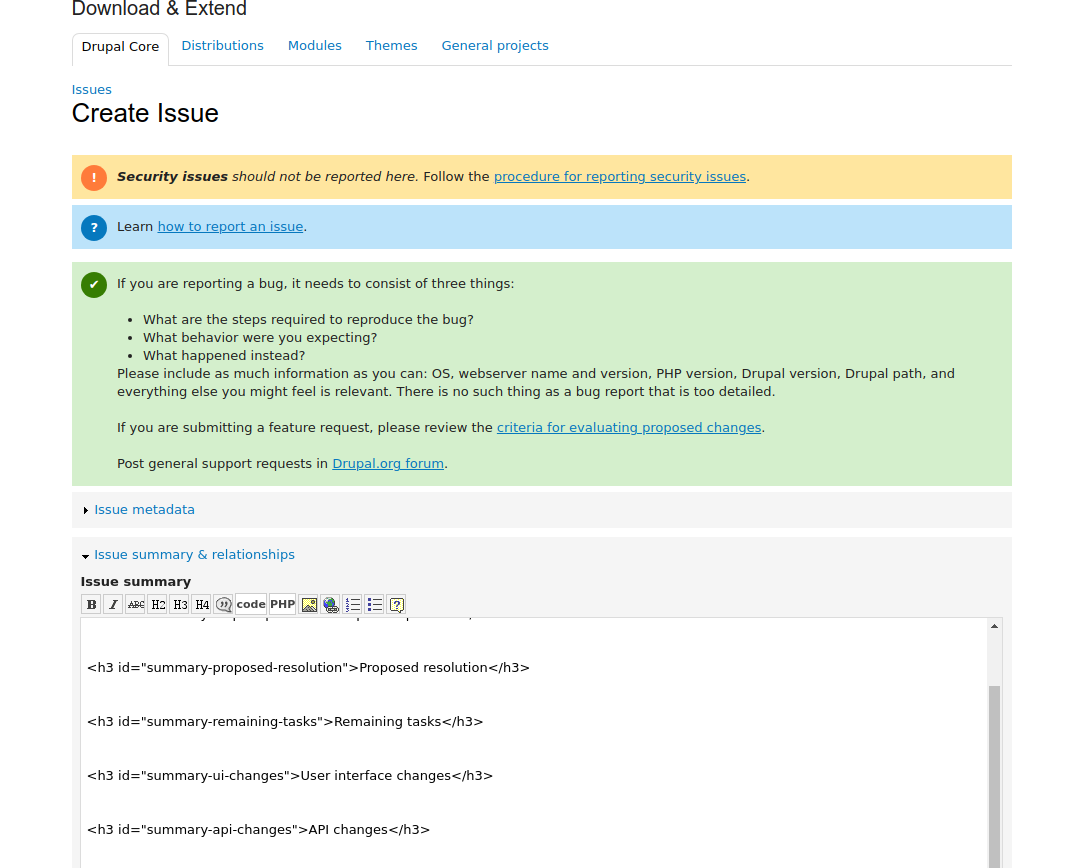 Download & Extend
Drupal Core
Distributions
Modules
Themes
General projects
Issues
Create Issue
! Security issues should not be reported here. Follow the procedure for reporting security issues.
? Learn how to report an issue.
✔ If you are reporting a bug, it needs to consist of three things:
• What are the steps required to reproduce the bug?
• What behavior were you expecting?
• What happened instead?
Please include as much information as you can: OS, webserver name and version, PHP version, Drupal version, Drupal path, and
everything else you might feel is relevant. There is no such thing as a bug report that is too detailed.
If you are submitting a feature request, please review the criteria for evaluating proposed changes.
Post general support requests in Drupal.org forum.
Issue metadata
Issue summary & relationships
Issue summary
B I ABC H2 H3 H4 code PHP ?
<h3 id="summary-proposed-resolution">Proposed resolution</h3>
<h3 id="summary-remaining-tasks">Remaining tasks</h3>
<h3 id="summary-ui-changes">User interface changes</h3>
<h3 id="summary-api-changes">API changes</h3>